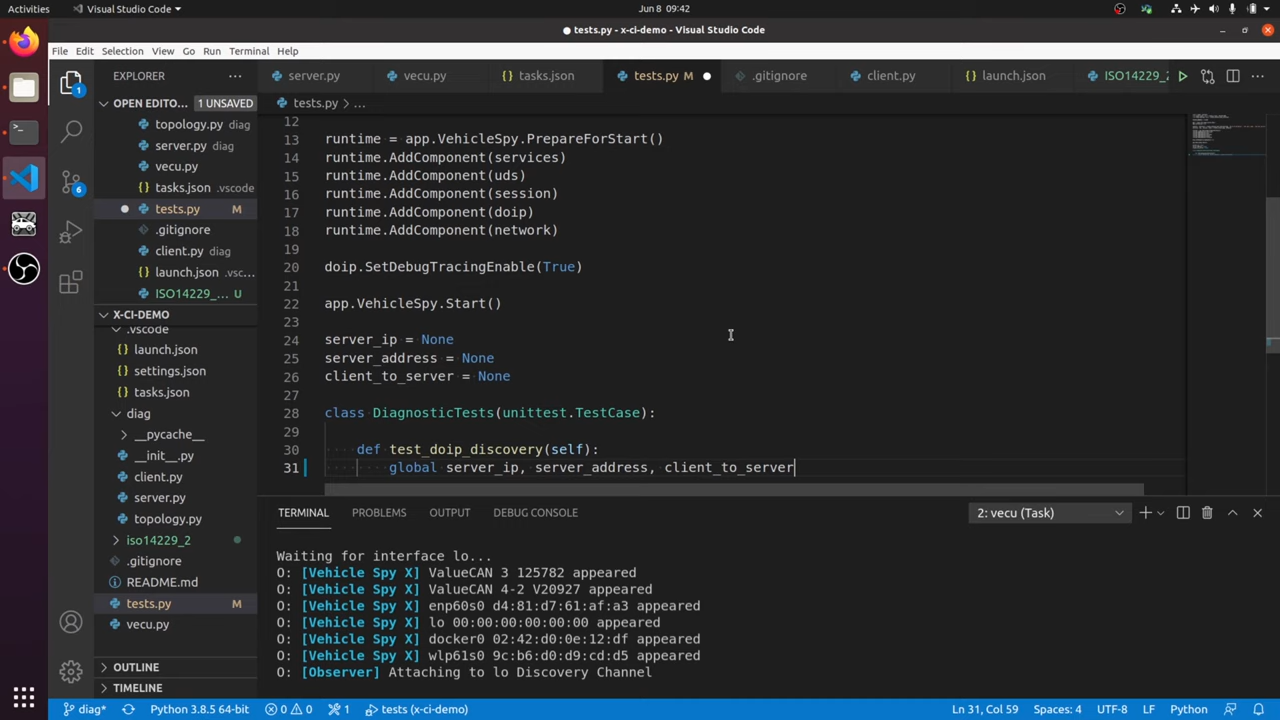 Activities
Visual Studio Code
Jun 8 09:42
tests.py - x-ci-demo - Visual Studio Code
File Edit Selection View Go Run Terminal Help
EXPLORER
server.py
vecu.py
tasks.json
tests.py M
.gitignore
client.py
launch.json
ISO14229_2
OPEN EDITO... 1 UNSAVED
topology.py diag
server.py diag
vecu.py
tasks.json .vscode
tests.py M
.gitignore
client.py diag
launch.json .vsc...
ISO14229_... U
X-CI-DEMO
.vscode
launch.json
settings.json
tasks.json
diag
__pycache__
__init__.py
client.py
server.py
topology.py
iso14229_2
.gitignore
README.md
tests.py M
vecu.py
OUTLINE
TIMELINE
1
6
tests.py > ...
12
13 runtime = app.VehicleSpy.PrepareForStart()
14 runtime.AddComponent(services)
15 runtime.AddComponent(uds)
16 runtime.AddComponent(session)
17 runtime.AddComponent(doip)
18 runtime.AddComponent(network)
19
20 doip.SetDebugTracingEnable(True)
21
22 app.VehicleSpy.Start()
23
24 server_ip = None
25 server_address = None
26 client_to_server = None
27
28 class DiagnosticTests(unittest.TestCase):
29
30 def test_doip_discovery(self):
31 global server_ip, server_address, client_to_server
TERMINAL PROBLEMS OUTPUT DEBUG CONSOLE
2: vecu (Task)
Waiting for interface lo...
O: [Vehicle Spy X] ValueCAN 3 125782 appeared
O: [Vehicle Spy X] ValueCAN 4-2 V20927 appeared
O: [Vehicle Spy X] enp60s0 d4:81:d7:61:af:a3 appeared
O: [Vehicle Spy X] lo 00:00:00:00:00:00 appeared
O: [Vehicle Spy X] docker0 02:42:d0:0e:12:df appeared
O: [Vehicle Spy X] wlp61s0 9c:b6:d0:d9:cd:d5 appeared
O: [Observer] Attaching to lo Discovery Channel
diag* Python 3.8.5 64-bit 0 0 1 tests (x-ci-demo) Ln 31, Col 59 Spaces: 4 UTF-8 LF Python